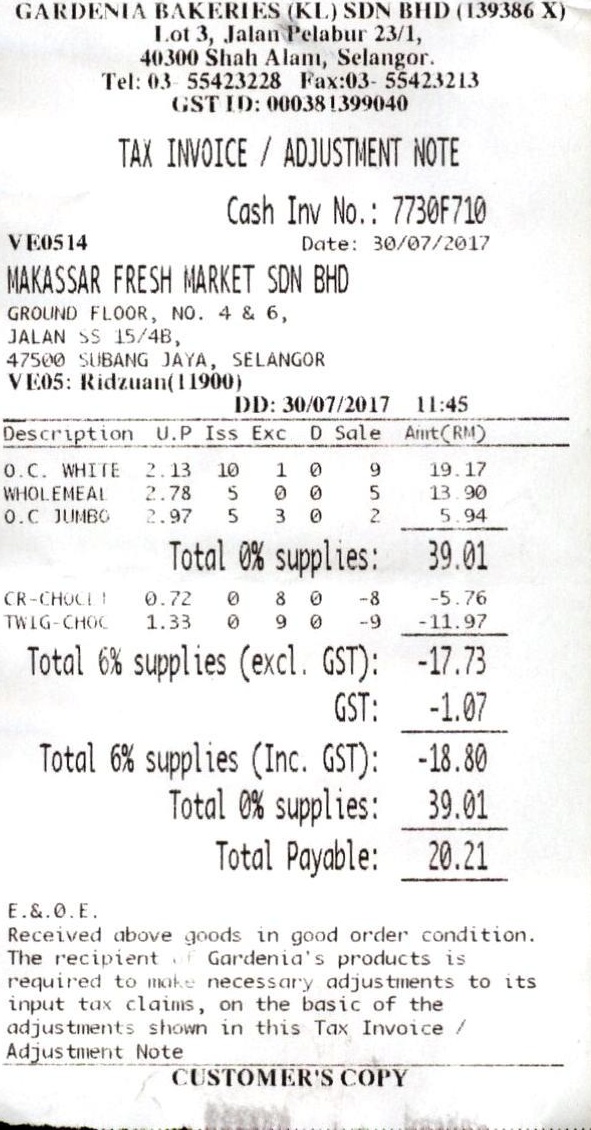 GARDENIA BAKERIES (KL) SDN BHD (139386 X)
Lot 3, Jalan Pelabur 23/1,
40300 Shah Alam, Selangor.
Tel: 03- 55423228 Fax:03- 55423213
GST ID: 000381399040
TAX INVOICE / ADJUSTMENT NOTE
Cash Inv No.: 7730F710
VE0514 Date: 30/07/2017
MAKASSAR FRESH MARKET SDN BHD
GROUND FLOOR, NO. 4 & 6,
JALAN SS 15/4B,
47500 SUBANG JAYA, SELANGOR
VE05: Ridzuan(11900)
DD: 30/07/2017 11:45
Description U.P Iss Exc D Sale Amt(RM)
O.C. WHITE 2.13 10 1 0 9 19.17
WHOLEMEAL 2.78 5 0 0 5 13.90
O.C JUMBO 2.97 5 3 0 2 5.94
Total 0% supplies: 39.01
0.72 0 8 0 -8 -5.76
TWIG-CHOC 1.33 0 9 0 -9 -11.97
Total 6% supplies (excl. GST): -17.73
GST: -1.07
Total 6% supplies (Inc. GST): -18.80
Total 0% supplies: 39.01
Total Payable: 20.21
E.&.O.E.
Received above goods in good order condition.
The recipient of Gardenia's products is
required to make necessary adjustments to its
input tax claims, on the basic of the
adjustments shown in this Tax Invoice /
Adjustment Note
CUSTOMER'S COPY